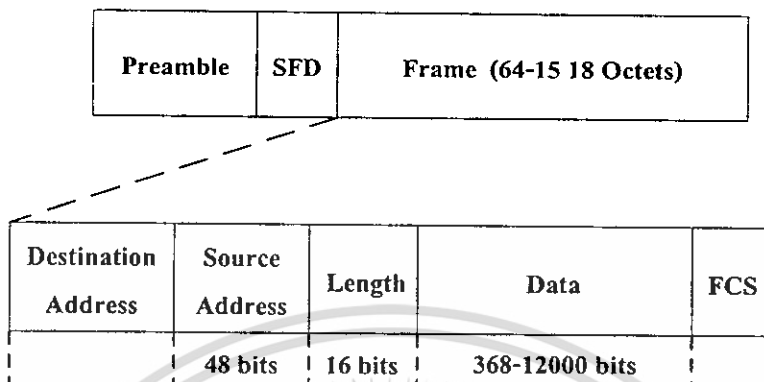 Preamble SFD Frame (64-15 18 Octets)
Destination Address Source Address Length Data FCS
48 bits 16 bits 368-12000 bits